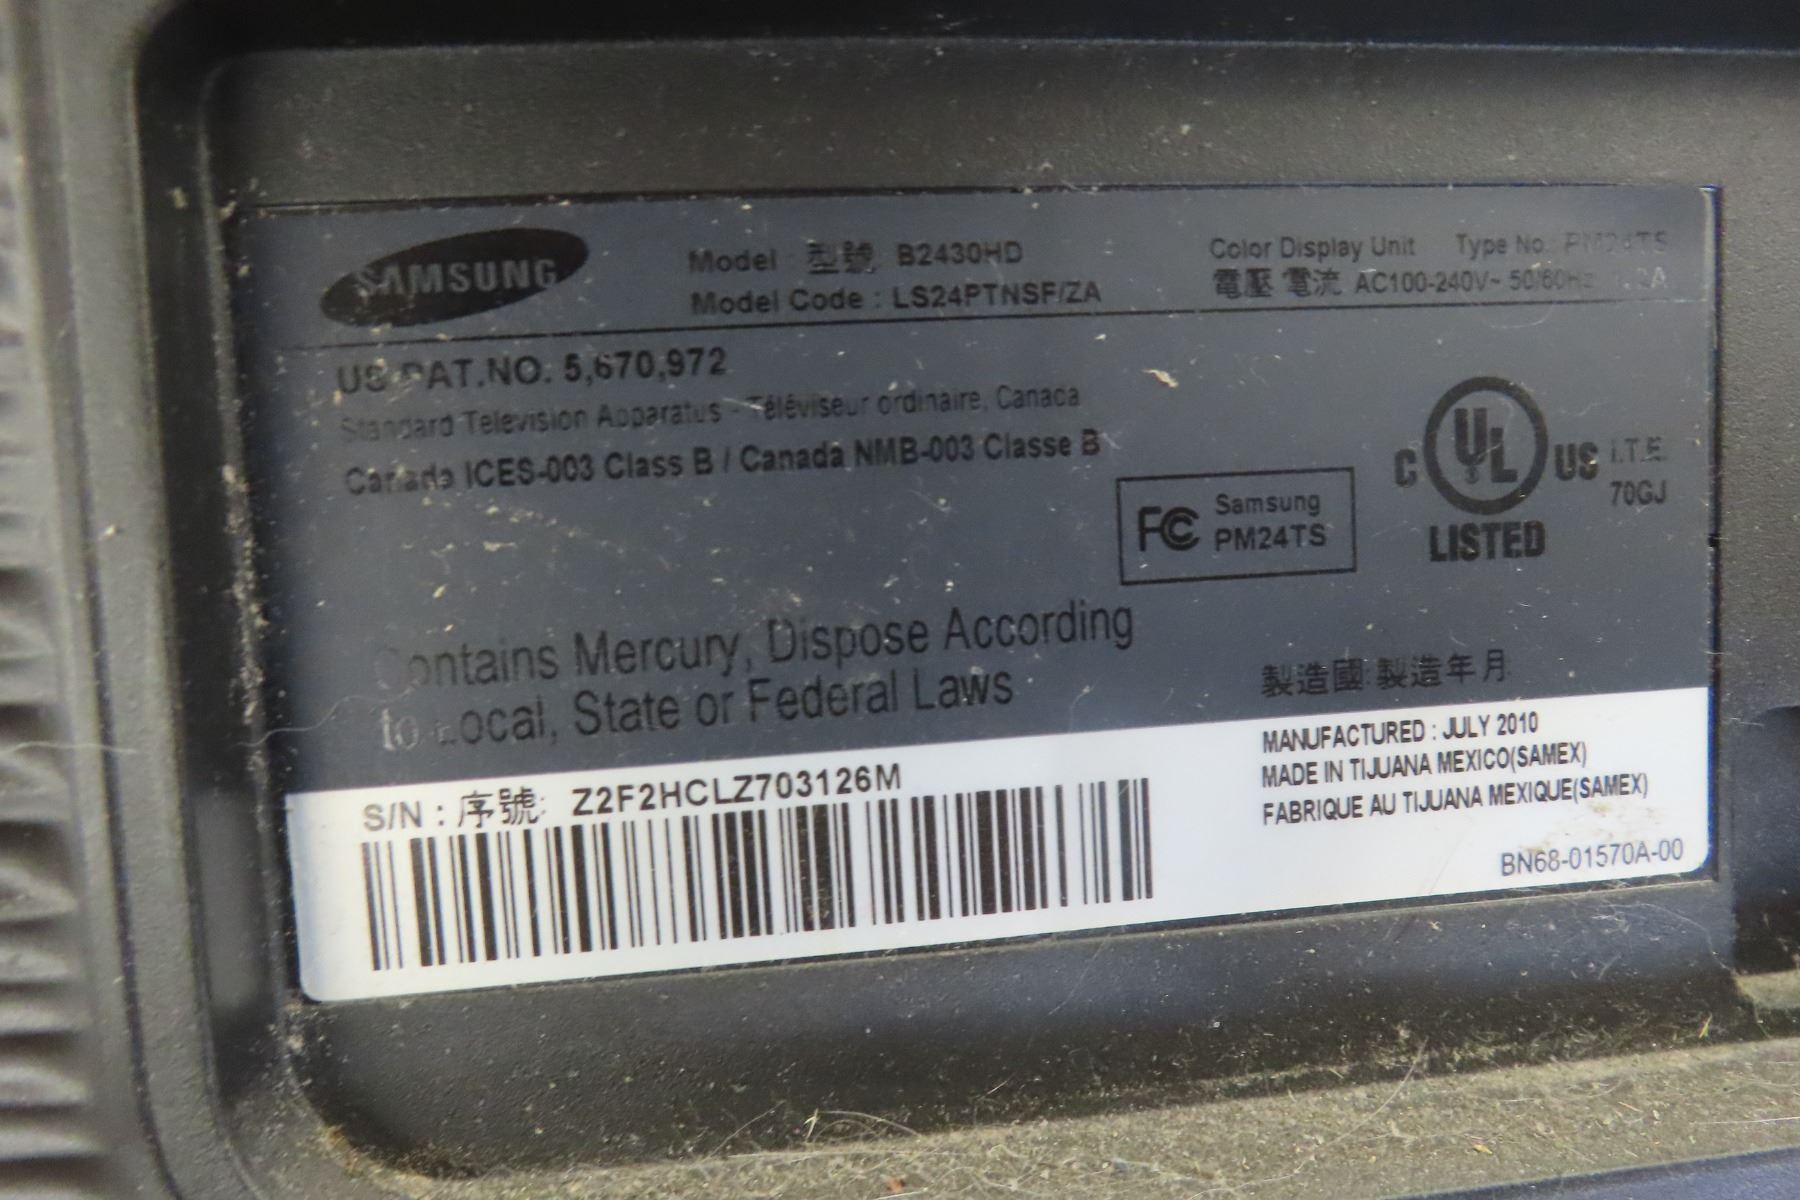 SAMSUNG
Model 型號 B2430HD
Model Code : LS24PTNSF/ZA
Color Display Unit Type No. PM24TS
電壓 電流 AC100-240V~ 50/60Hz
US PAT.NO. 5,670,972
Standard Television Apparatus - Téléviseur ordinaire, Canada
Canada ICES-003 Class B / Canada NMB-003 Classe B
FC Samsung
PM24TS
C UL US I.T.E.
70GJ
LISTED
Contains Mercury, Dispose According
to Local, State or Federal Laws
製造國: 製造年月
MANUFACTURED : JULY 2010
MADE IN TIJUANA MEXICO(SAMEX)
FABRIQUE AU TIJUANA MEXIQUE(SAMEX)
S/N : 序號: Z2F2HCLZ703126M
BN68-01570A-00